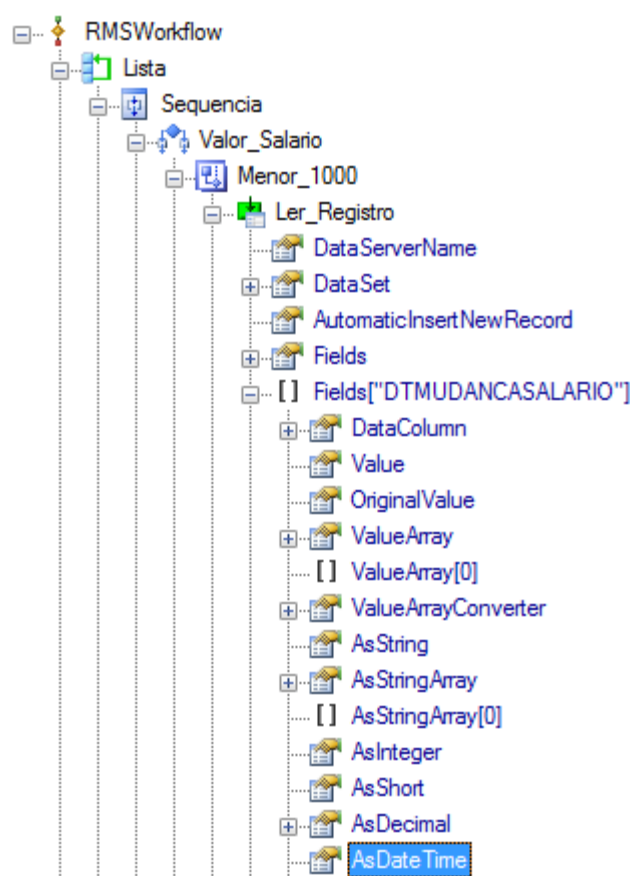 RMSWorkflow
Lista
Sequencia
Valor_Salario
Menor_1000
Ler_Registro
DataServerName
DataSet
AutomaticInsertNewRecord
Fields
[ ] Fields["DTMUDANCASALARIO"]
DataColumn
Value
OriginalValue
ValueArray
[ ] ValueArray[0]
ValueArrayConverter
AsString
AsStringArray
[ ] AsStringArray[0]
AsInteger
AsShort
AsDecimal
AsDateTime